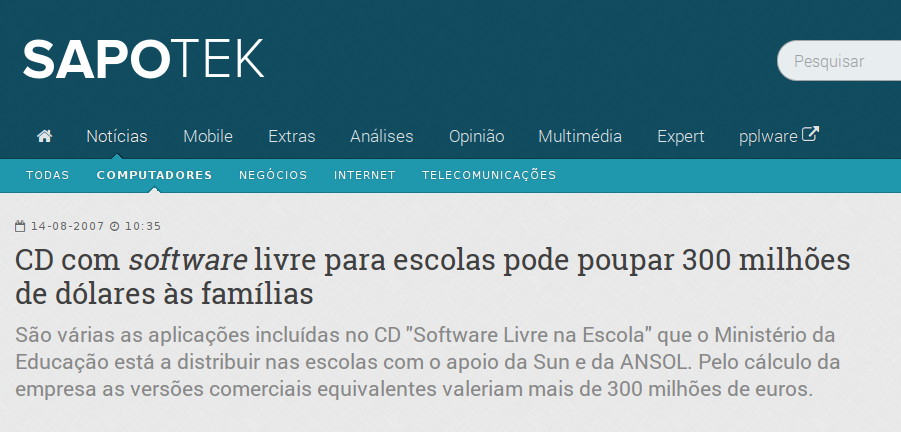 SAPOTEK
Pesquisar
Notícias Mobile Extras Análises Opinião Multimédia Expert pplware
TODAS COMPUTADORES NEGÓCIOS INTERNET TELECOMUNICAÇÕES
14-08-2007 10:35
CD com software livre para escolas pode poupar 300 milhões
de dólares às famílias
São várias as aplicações incluídas no CD "Software Livre na Escola" que o Ministério da
Educação está a distribuir nas escolas com o apoio da Sun e da ANSOL. Pelo cálculo da
empresa as versões comerciais equivalentes valeriam mais de 300 milhões de euros.